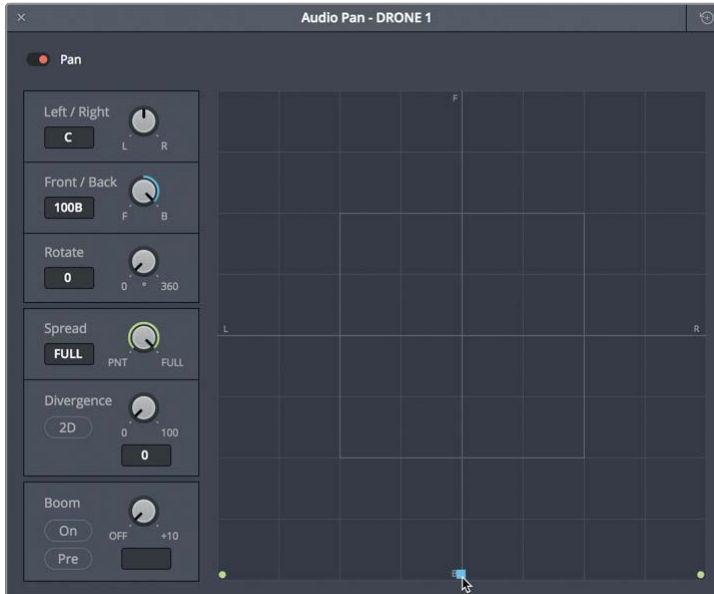 Audio Pan - DRONE 1
Pan
Left / Right
C
L R
Front / Back
100B
F B
Rotate
0
0 ° 360
Spread
FULL
PNT FULL
Divergence
2D
0 100
0
Boom
On
OFF +10
Pre
F
L R